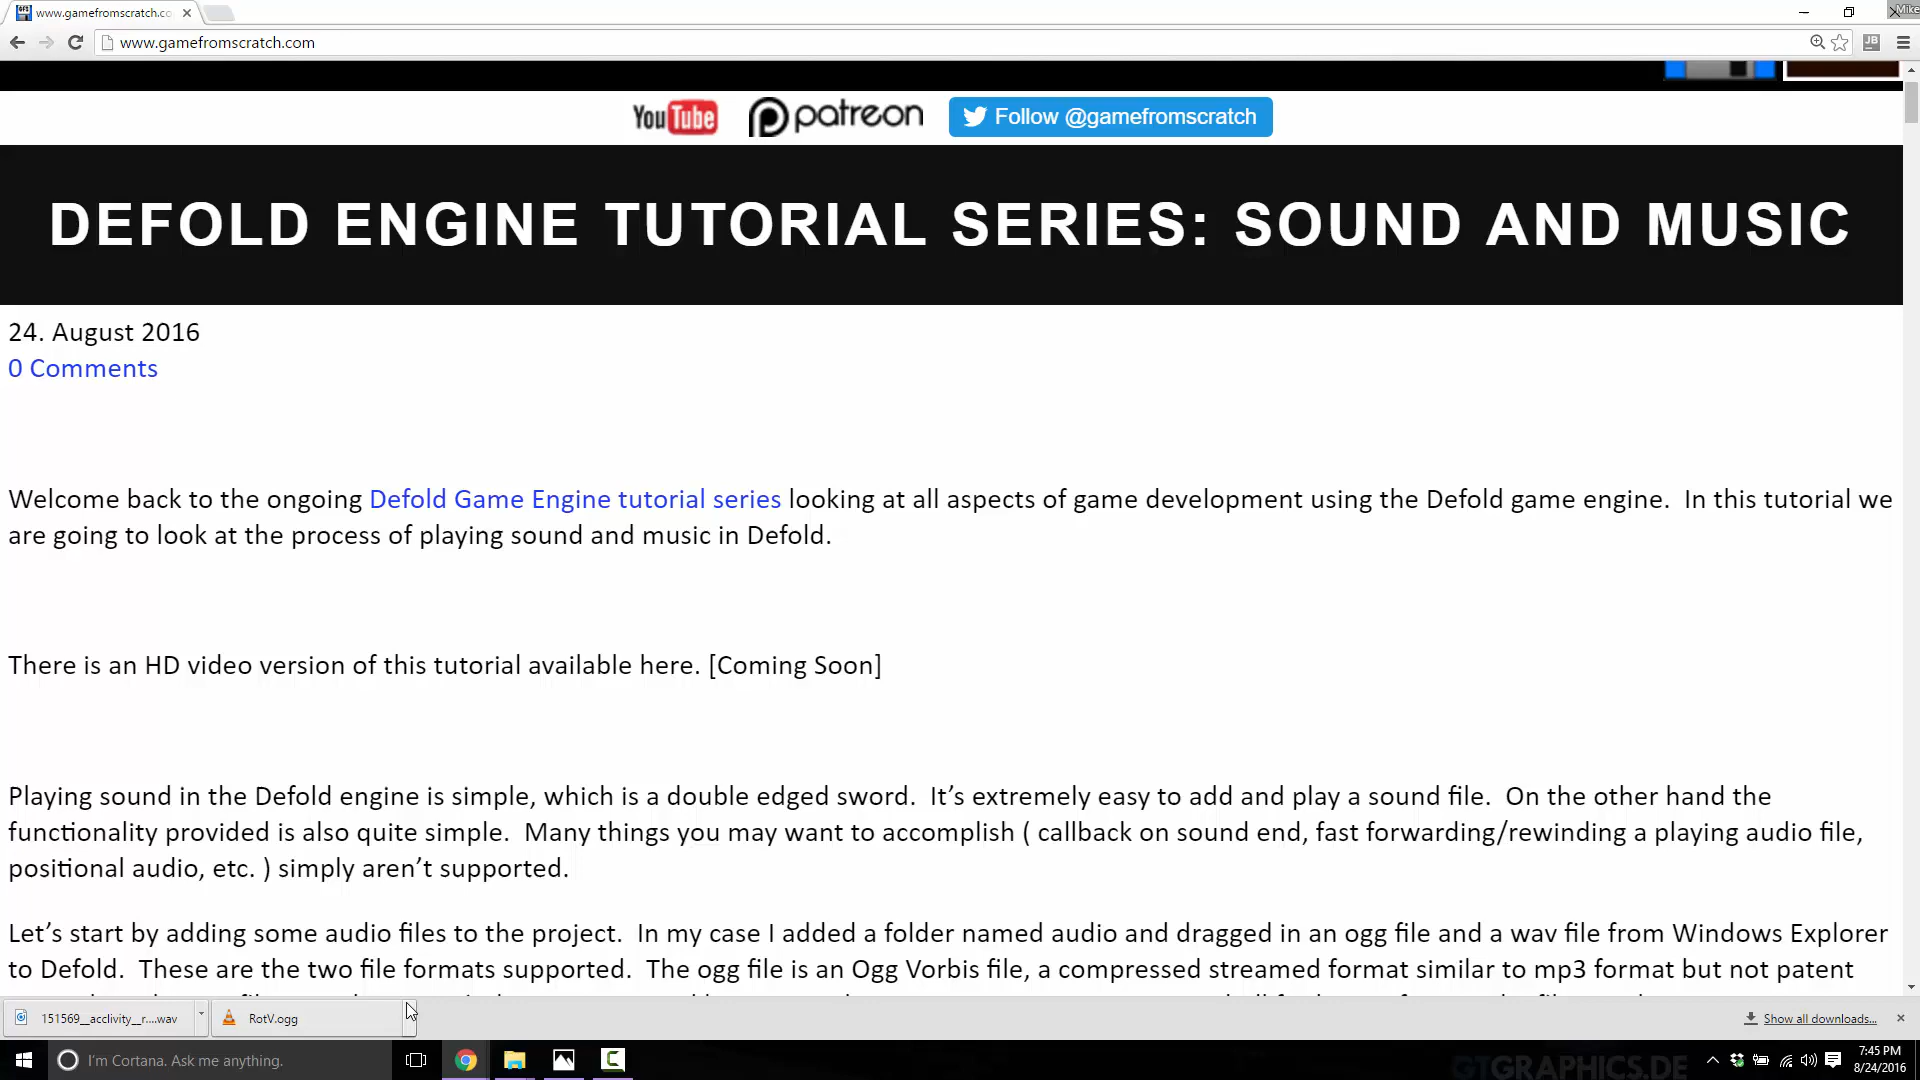 www.gamefromscratch.co
Mike
www.gamefromscratch.com
JB
YouTube
patreon
Follow @gamefromscratch
DEFOLD ENGINE TUTORIAL SERIES: SOUND AND MUSIC
24. August 2016
0 Comments
Welcome back to the ongoing Defold Game Engine tutorial series looking at all aspects of game development using the Defold game engine.  In this tutorial we
are going to look at the process of playing sound and music in Defold.
There is an HD video version of this tutorial available here. [Coming Soon]
Playing sound in the Defold engine is simple, which is a double edged sword.  It’s extremely easy to add and play a sound file.  On the other hand the
functionality provided is also quite simple.  Many things you may want to accomplish ( callback on sound end, fast forwarding/rewinding a playing audio file,
positional audio, etc. ) simply aren’t supported.
Let’s start by adding some audio files to the project.  In my case I added a folder named audio and dragged in an ogg file and a wav file from Windows Explorer
to Defold.  These are the two file formats supported.  The ogg file is an Ogg Vorbis file, a compressed streamed format similar to mp3 format but not patent
151569__acclivity__r....wav
RotV.ogg
Show all downloads...
I'm Cortana. Ask me anything.
GTGRAPHICS.DE
7:45 PM
8/24/2016